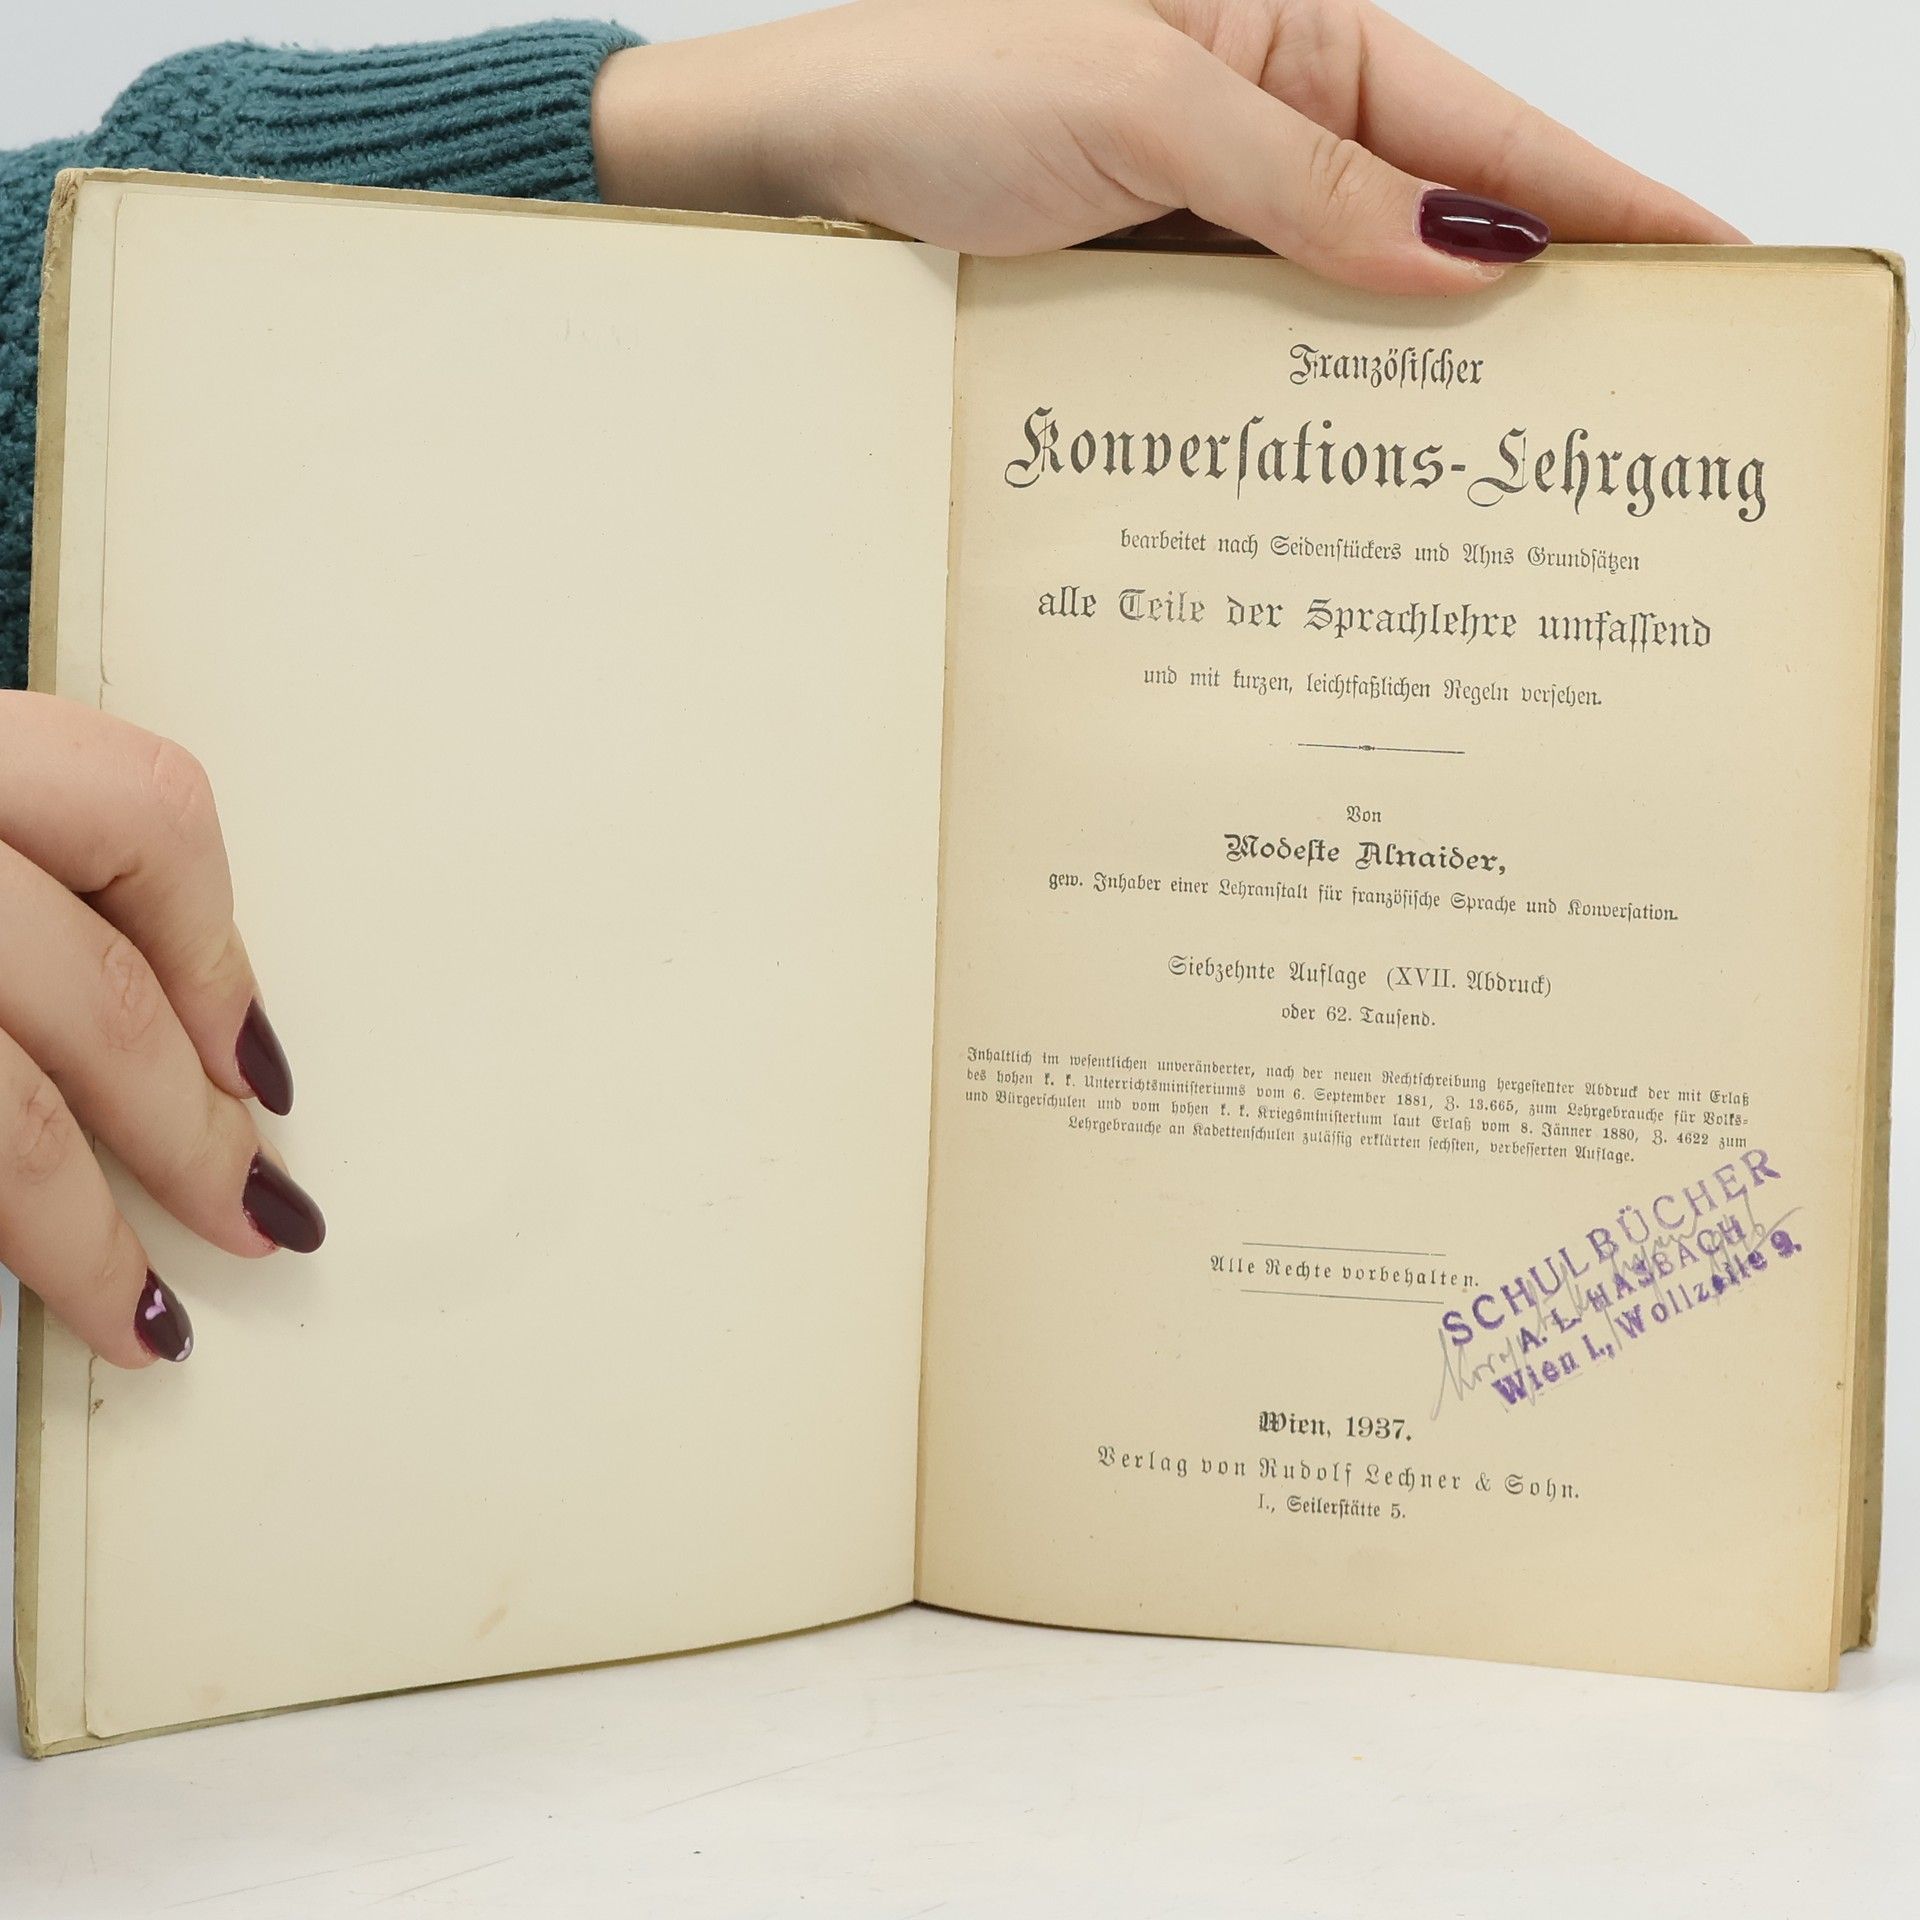 Französischer
Konversations-Lehrgang
bearbeitet nach Seidenstückers und Ahns Grundsätzen
alle Teile der Sprachlehre umfassend
und mit kurzen, leichtfaßlichen Regeln versehen.
Von
Modeste Alnaider,
gew. Inhaber einer Lehranstalt für französische Sprache und Konversation.
Siebzehnte Auflage (XVII. Abdruck)
oder 62. Tausend.
Inhaltlich im wesentlichen unveränderter, nach der neuen Rechtschreibung hergestellter Abdruck der mit Erlaß
des hohen k. k. Unterrichtsministeriums vom 6. September 1881, Z. 13.665, zum Lehrgebrauche für Volks-
und Bürgerschulen und vom hohen k. k. Kriegsministerium laut Erlaß vom 8. Jänner 1880, Z. 4622 zum
Lehrgebrauche an Kadettenschulen zulässig erklärten sechsten, verbesserten Auflage.
Alle Rechte vorbehalten.
SCHULBÜCHER
A. L. HASBACH
Wien I., Wollzeile 9.
Wien, 1937.
Verlag von Rudolf Lechner & Sohn.
I., Seilerstätte 5.